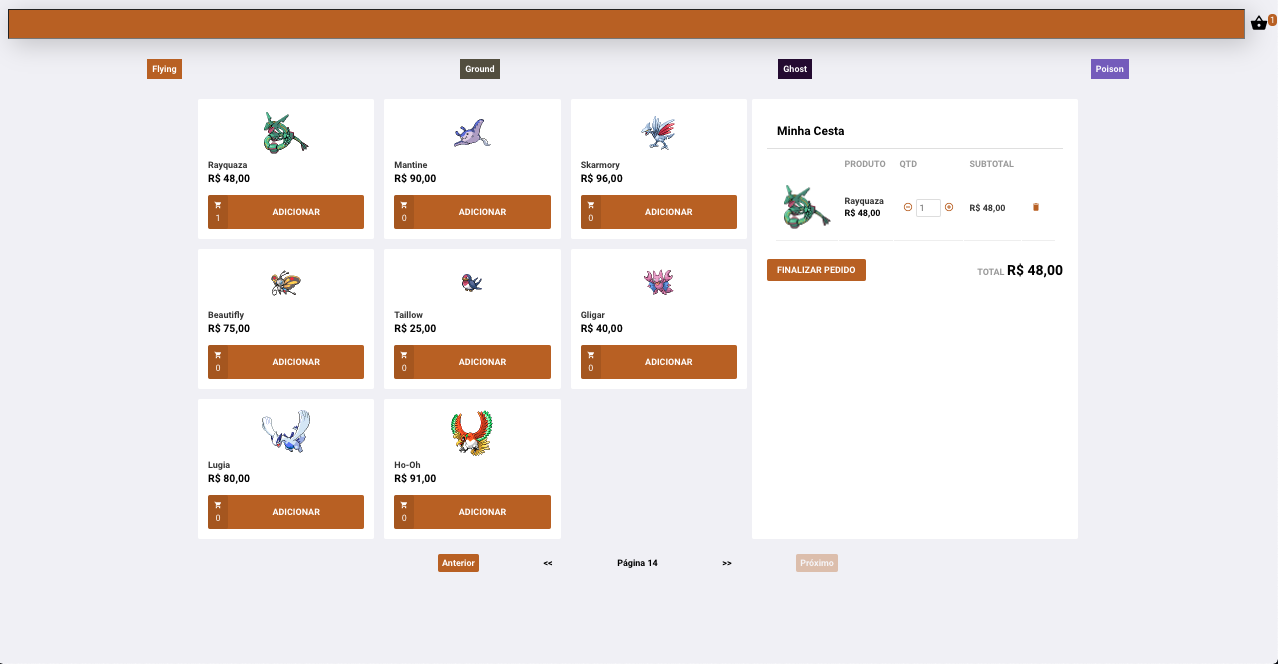 1
Flying
Ground
Ghost
Poison
Rayquaza
R$ 48,00
1
ADICIONAR
Mantine
R$ 90,00
0
ADICIONAR
Skarmory
R$ 96,00
0
ADICIONAR
Beautifly
R$ 75,00
0
ADICIONAR
Taillow
R$ 25,00
0
ADICIONAR
Gligar
R$ 40,00
0
ADICIONAR
Lugia
R$ 80,00
0
ADICIONAR
Ho-Oh
R$ 91,00
0
ADICIONAR
Minha Cesta
PRODUTO QTD SUBTOTAL
Rayquaza
R$ 48,00
1
R$ 48,00
FINALIZAR PEDIDO
TOTAL R$ 48,00
Anterior << Página 14 >> Próximo